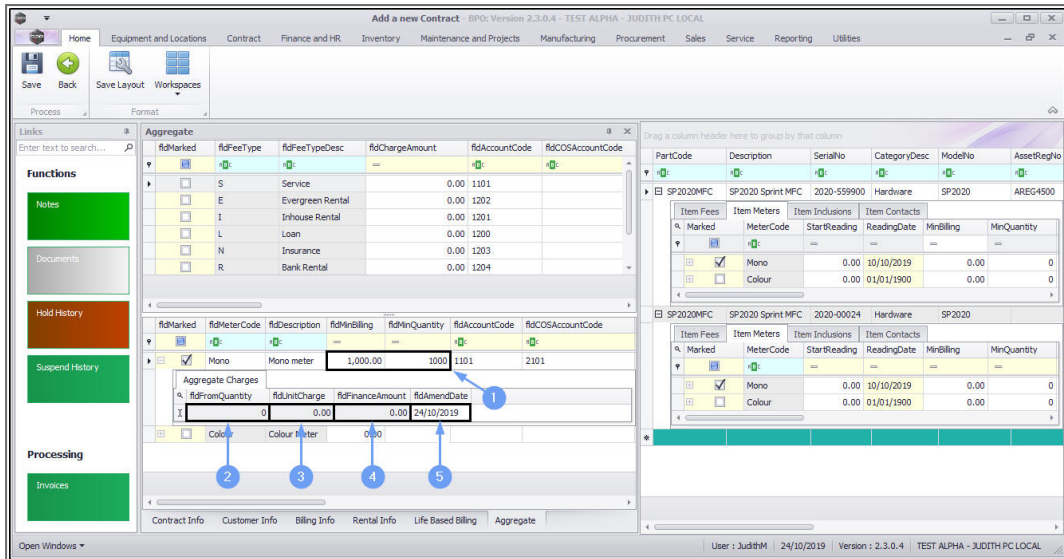 Add a new Contract - BPO: Version 2.3.0.4 - TEST ALPHA - JUDITH PC LOCAL
Home Equipment and Locations Contract Finance and HR Inventory Maintenance and Projects Manufacturing Procurement Sales Service Reporting Utilities
Save Back Save Layout Workspaces
Process Format
Links
Enter text to search...
Functions
Notes
Documents
Hold History
Suspend History
Processing
Invoices
Aggregate
fldMarked fldFeeType fldFeeTypeDesc fldChargeAmount fldAccountCode fldCOSAccountCode
S Service 0.00 1101
E Evergreen Rental 0.00 1202
I Inhouse Rental 0.00 1201
L Loan 0.00 1200
N Insurance 0.00 1203
R Bank Rental 0.00 1204
fldMarked fldMeterCode fldDescription fldMinBilling fldMinQuantity fldAccountCode fldCOSAccountCode
Mono Mono meter 1,000.00 1000 1101 2101
Aggregate Charges
1
fldFromQuantity fldUnitCharge fldFinanceAmount fldAmendDate
0 0.00 0.00 24/10/2019
Colour Colour Meter 0.00
2 3 4 5
Contract Info Customer Info Billing Info Rental Info Life Based Billing Aggregate
Drag a column header here to group by that column
PartCode Description SerialNo CategoryDesc ModelNo AssetRegNo
SP2020MFC SP2020 Sprint MFC 2020-559900 Hardware SP2020 AREG4500
Item Fees Item Meters Item Inclusions Item Contacts
Marked MeterCode StartReading ReadingDate MinBilling MinQuantity
Mono 0.00 10/10/2019 0.00 0
Colour 0.00 01/01/1900 0.00 0
SP2020MFC SP2020 Sprint MFC 2020-00024 Hardware SP2020
Item Fees Item Meters Item Inclusions Item Contacts
Marked MeterCode StartReading ReadingDate MinBilling MinQuantity
Mono 0.00 10/10/2019 0.00 0
Colour 0.00 01/01/1900 0.00 0
Open Windows User : JudithM 24/10/2019 Version : 2.3.0.4 TEST ALPHA - JUDITH PC LOCAL